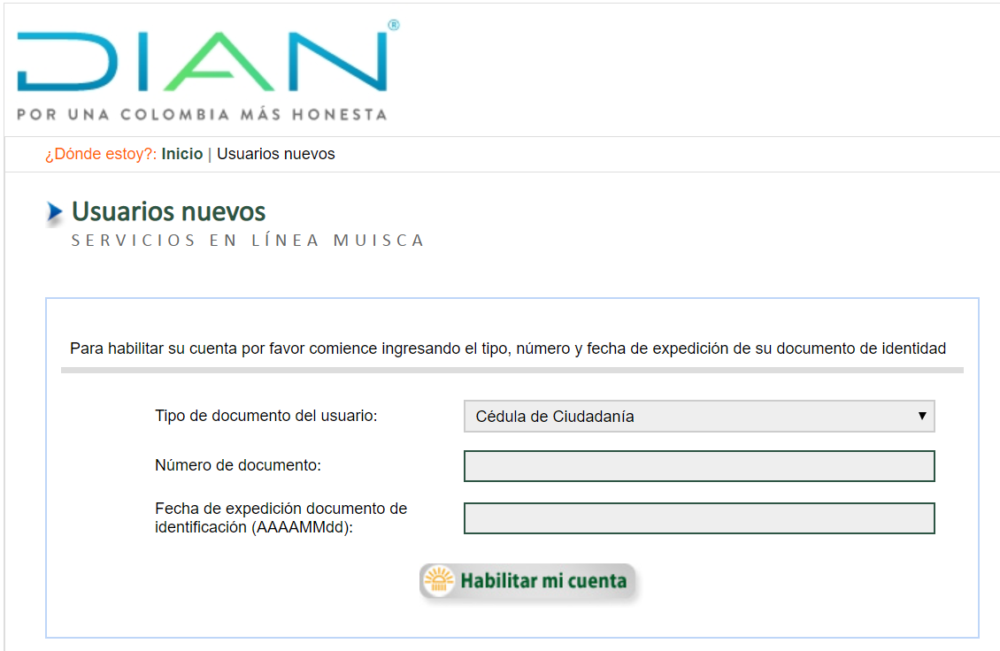 DIAN®
POR UNA COLOMBIA MÁS HONESTA
¿Dónde estoy?: Inicio | Usuarios nuevos
Usuarios nuevos
SERVICIOS EN LÍNEA MUISCA
Para habilitar su cuenta por favor comience ingresando el tipo, número y fecha de expedición de su documento de identidad
Tipo de documento del usuario: Cédula de Ciudadanía
Número de documento:
Fecha de expedición documento de
identificación (AAAAMMdd):
Habilitar mi cuenta